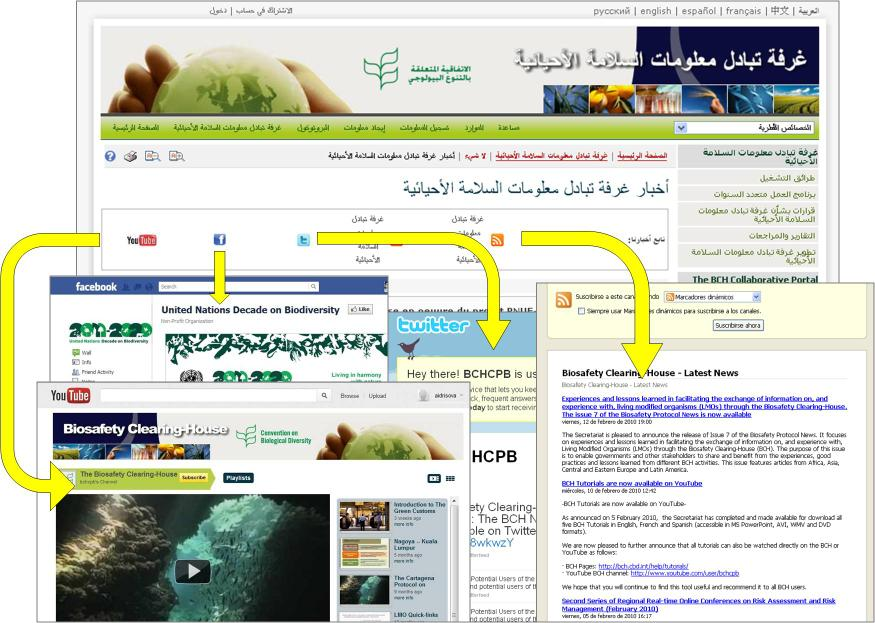 الاشتراك في حساب | دخول
русский | english | español | français | 中文 | العربية
الاتفاقية المتعلقة
بالتنوع البيولوجي
غرفة تبادل معلومات السلامة الأحيائية
الصفحة الرئيسية
غرفة تبادل معلومات السلامة الأحيائية
البروتوكول
إيجاد معلومات
تسجيل المعلومات
الموارد
مساعدة
الصفحة الرئيسية | غرفة تبادل معلومات السلامة الأحيائية | لا شيء | أخبار غرفة تبادل معلومات السلامة الأحيائية
غرفة تبادل معلومات السلامة
الأحيائية
طرائق التشغيل
برنامج العمل متعدد السنوات
قرارات بشأن غرفة تبادل معلومات
السلامة الأحيائية
التقارير والمراجعات
تطوير غرفة تبادل معلومات السلامة
الأحيائية
The BCH Collaborative Portal
أخبار غرفة تبادل معلومات السلامة الأحيائية
تابع أخبارنا:
غرفة تبادل
معلومات
الأحيائية
غرفة تبادل
السلامة
الأحيائية
YouTube
facebook
Search
United Nations Decade on Biodiversity
Like
Non-Profit Organization
2011-2020
United Nations Decade on Biodiversity
Wall
Info
Friend Activity
2011-2020
Living in harmony
en oeuvre du projet PNUE
twitter
Hey there! BCHCPB is us
vice that lets you kee
k, frequent answers
oday to start receivin
HCPB
ety Clearing-
: The BCH N
ble on Twitte
8wkwzY
Potential Users of the
nd potential users of th
Potential Users of the
YouTube
Browse
Upload
aidrisova
Biosafety Clearing-House
Convention on
Biological Diversity
The Biosafety Clearing-House
bchcpb's Channel
Subscribe
Playlists
Introduction to The
Green Customs
3 weeks ago
more info
Nagoya – Kuala
Lumpur
5 months ago
more info
The Cartagena
Protocol on
9 months ago
more info
LMO Quick-links
Suscribirse a este canal
Marcadores dinámicos
Suscribirse ahora
Biosafety Clearing-House - Latest News
Biosafety Clearing-House - Latest News
Experiences and lessons learned in facilitating the exchange of information on, and
experience with, living modified organisms (LMOs) through the Biosafety Clearing-House.
The issue 7 of the Biosafety Protocol News is now available
viernes, 12 de febrero de 2010 19:00
The Secretariat is pleased to announce the release of Issue 7 of the Biosafety Protocol News. It focuses
on experiences and lessons learned in facilitating the exchange of information on, and experience with,
Living Modified Organisms (LMOs) through the Biosafety Clearing-House (BCH). The purpose of this issue
is to enable governments and other stakeholders to share and benefit from the experiences, good
practices and lessons learned from different BCH activities. This issue features articles from Africa, Asia,
Central and Eastern Europe and Latin America.
BCH Tutorials are now available on YouTube
miércoles, 10 de febrero de 2010 12:42
-BCH Tutorials are now available on YouTube-
As announced on 5 February 2010, the Secretariat has completed and made available for download all
five BCH Tutorials in English, French and Spanish (accessible in MS PowerPoint, AVI, WMV and DVD
formats).
We are now pleased to further announce that all tutorials can also be watched directly on the BCH or
YouTube as follows:
- BCH Pages: http://bch.cbd.int/help/tutorials/
- YouTube BCH channel: http://www.youtube.com/user/bchcpb
We hope that you will continue to find this tool useful and recommend it to all BCH users.
Second Series of Regional Real-time Online Conferences on Risk Assessment and Risk
Management (February 2010)
viernes, 05 de febrero de 2010 16:17